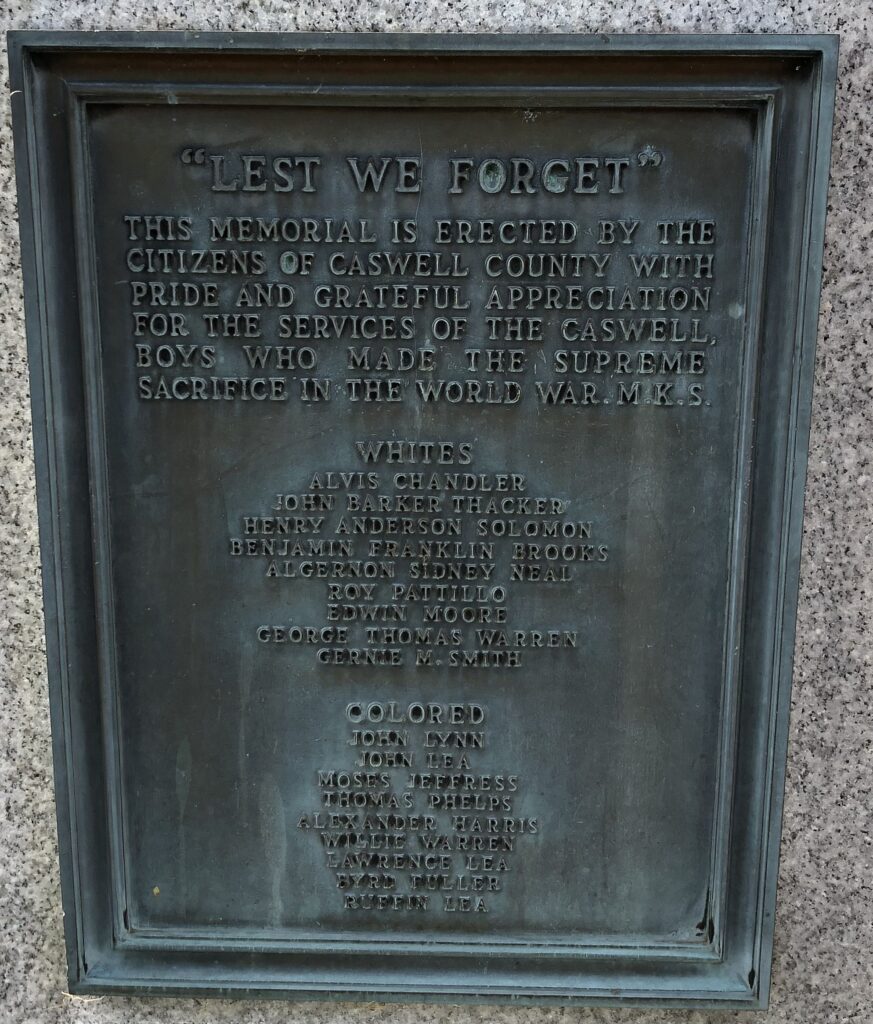 “LEST WE FORGET”
THIS MEMORIAL IS ERECTED BY THE
CITIZENS OF CASWELL COUNTY WITH
PRIDE AND GRATEFUL APPRECIATION
FOR THE SERVICES OF THE CASWELL,
BOYS WHO MADE THE SUPREME
SACRIFICE IN THE WORLD WAR. M.K.S.
WHITES
ALVIS CHANDLER
JOHN BARKER THACKER
HENRY ANDERSON SOLOMON
BENJAMIN FRANKLIN BROOKS
ALGERNON SIDNEY NEAL
ROY PATTILLO
EDWIN MOORE
GEORGE THOMAS WARREN
GERNIE M. SMITH
COLORED
JOHN LYNN
JOHN LEA
MOSES JEFFRESS
THOMAS PHELPS
ALEXANDER HARRIS
WILLIE WARREN
LAWRENCE LEA
BYRD FULLER
RUFFIN LEA